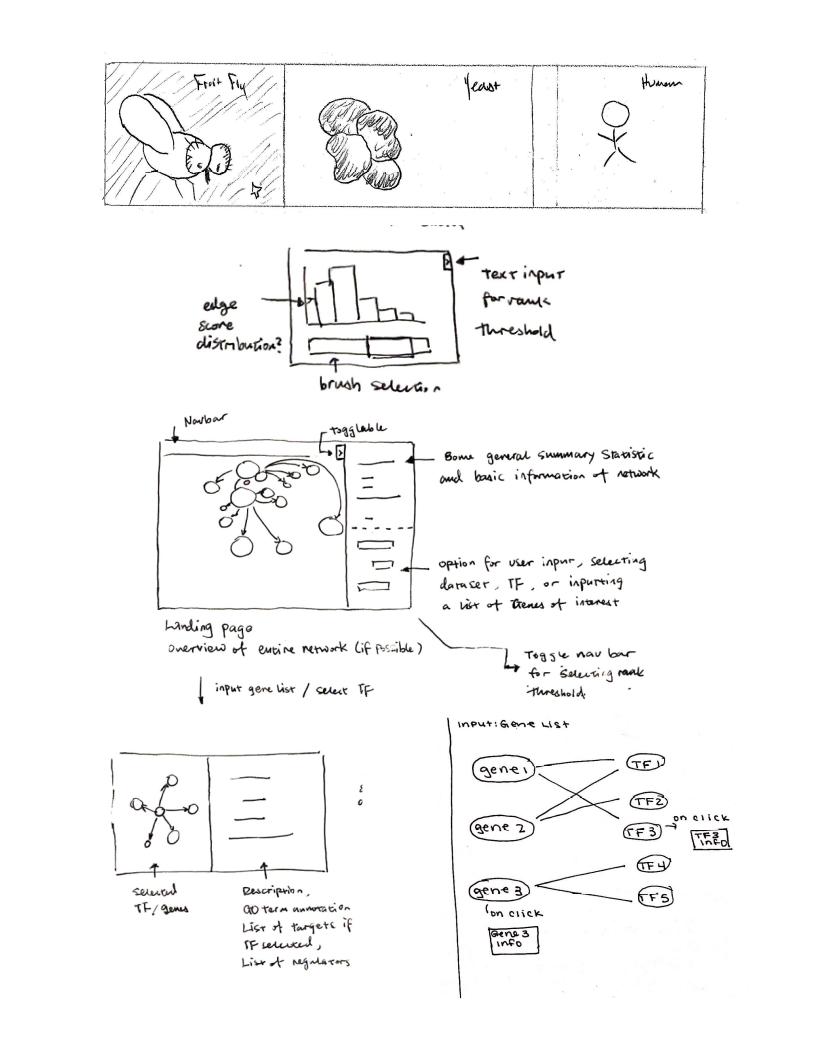 Fruit Fly
Yeast
Human
text input
for rank
threshold
edge
score
distribution?
brush selection
Navbar
togglable
Some general summary statistic
and basic information of network
option for user input, selecting
dataset, TF, or inputting
a list of genes of interest
Landing page
overview of entire network (if possible)
Toggle nav bar
for selecting rank
threshold.
input gene list / select TF
input: Gene List
gene 1
gene 2
gene 3
TF1
TF2
TF3
TF4
TF5
on click
TF3
info
on click
Gene 3
info
selected
TF/genes
Description,
GO term annotation
List of targets if
TF selected,
List of regulators